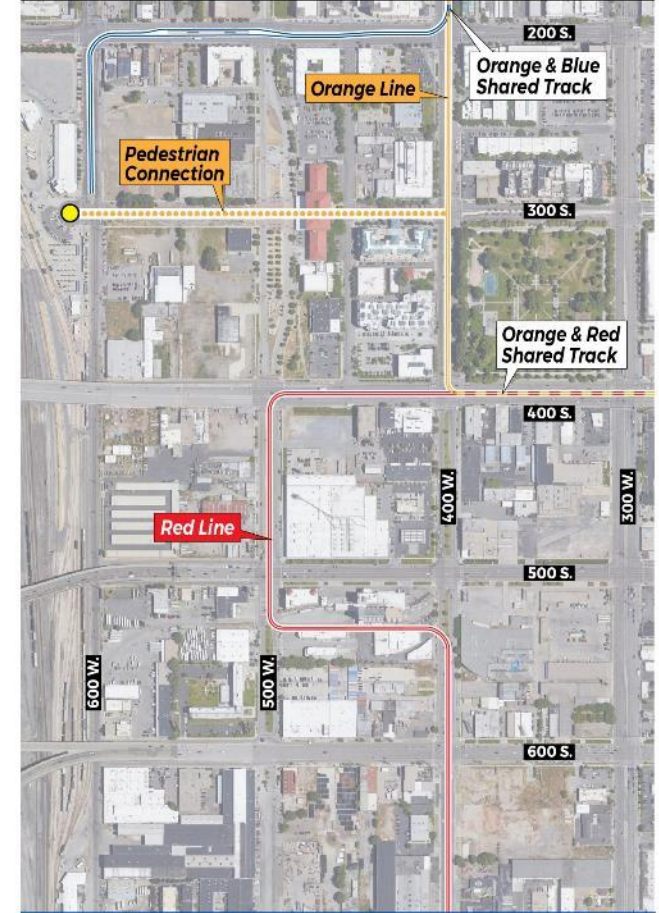 200 S.
Orange & Blue
Shared Track
Orange Line
Pedestrian
Connection
300 S.
Orange & Red
Shared Track
400 S.
400 W.
300 W.
Red Line
500 S.
600 W.
500 W.
600 S.